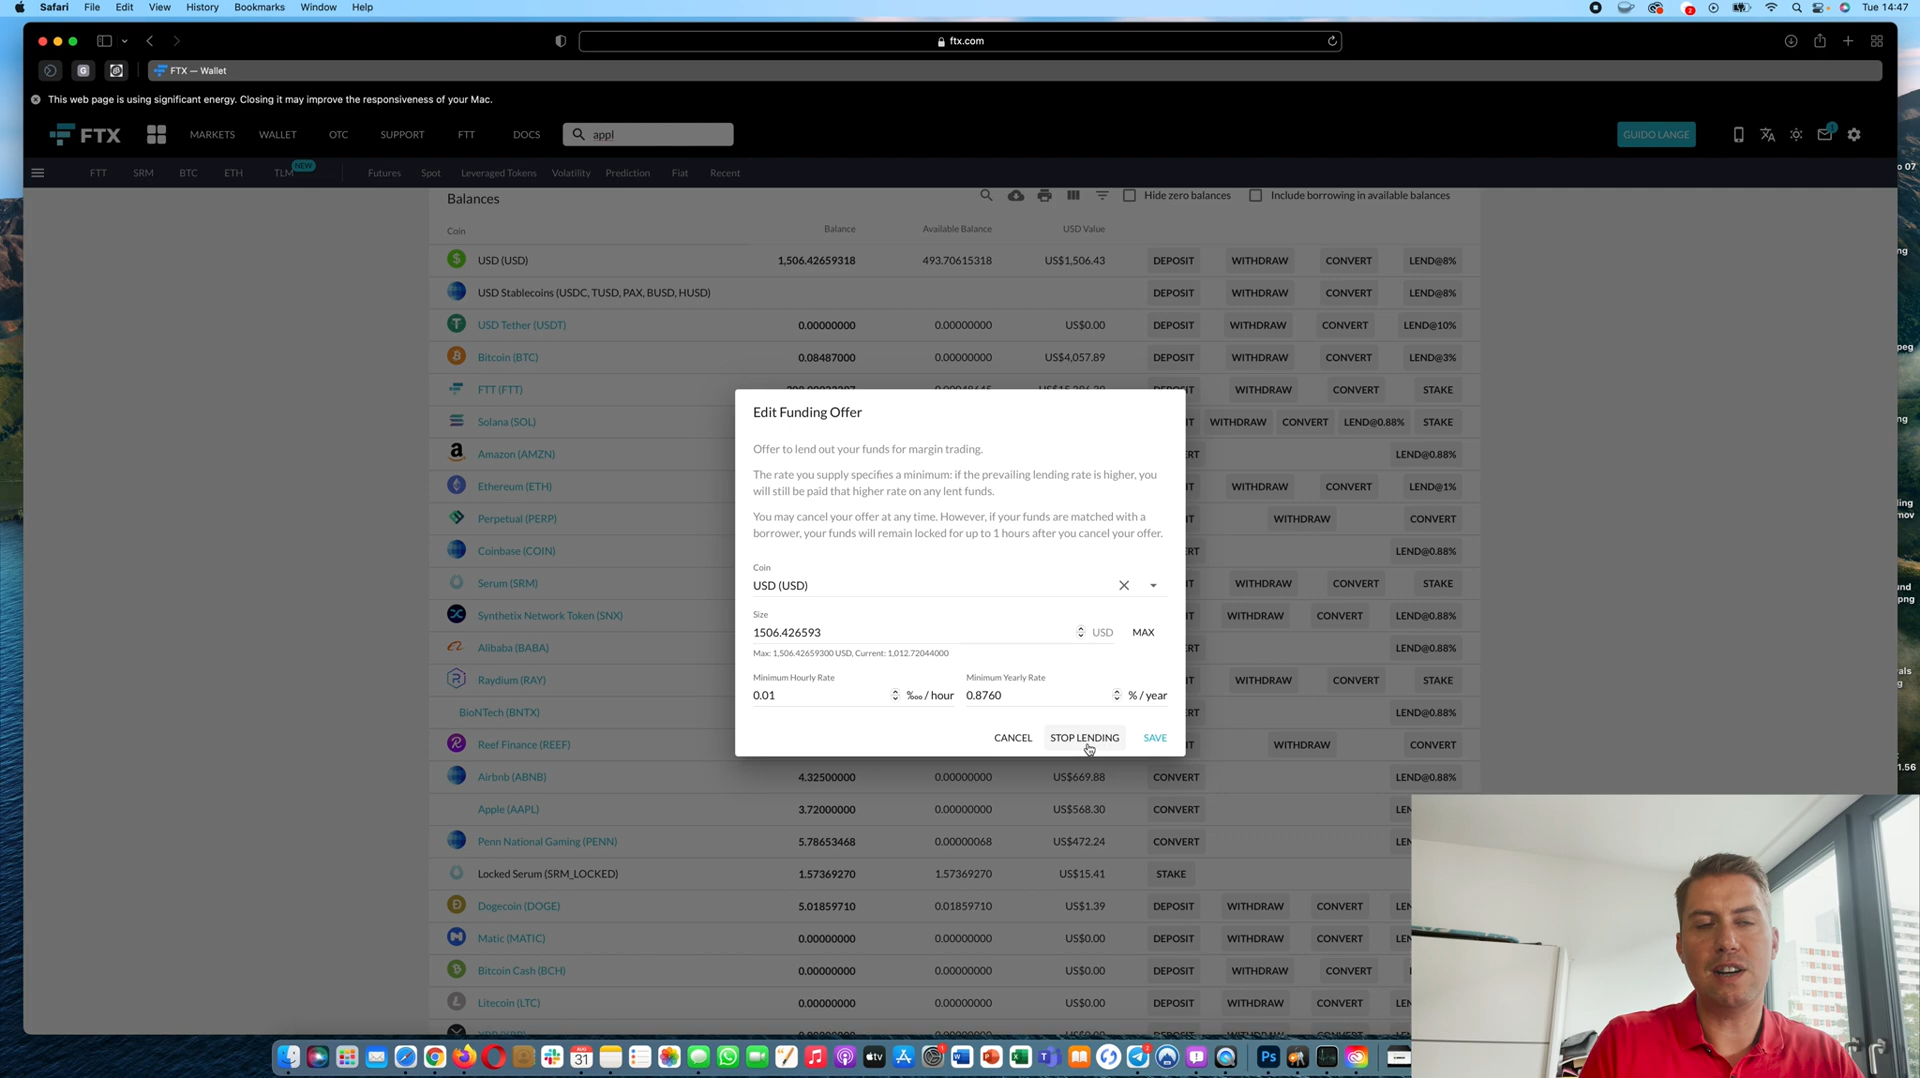 Safari File Edit View History Bookmarks Window Help
2
Tue 14:47
ftx.com
G
FTX — Wallet
This web page is using significant energy. Closing it may improve the responsiveness of your Mac.
FTX MARKETS WALLET OTC SUPPORT FTT DOCS appl GUIDO LANGE
FTT SRM BTC ETH TLM NEW Futures Spot Leveraged Tokens Volatility Prediction Fiat Recent
Balances Hide zero balances Include borrowing in available balances
Coin Balance Available Balance USD Value
USD (USD) 1,506.42659318 493.70615318 US$1,506.43 DEPOSIT WITHDRAW CONVERT LEND@8%
USD Stablecoins (USDC, TUSD, PAX, BUSD, HUSD) DEPOSIT WITHDRAW CONVERT LEND@8%
USD Tether (USDT) 0.00000000 0.00000000 US$0.00 DEPOSIT WITHDRAW CONVERT LEND@10%
Bitcoin (BTC) 0.08487000 0.00000000 US$4,057.89 DEPOSIT WITHDRAW CONVERT LEND@3%
FTT (FTT) WITHDRAW CONVERT STAKE
Solana (SOL) WITHDRAW CONVERT LEND@0.88% STAKE
Amazon (AMZN) LEND@0.88%
Ethereum (ETH) WITHDRAW CONVERT LEND@1%
Perpetual (PERP) WITHDRAW CONVERT
Coinbase (COIN) LEND@0.88%
Serum (SRM) WITHDRAW CONVERT STAKE
Synthetix Network Token (SNX) WITHDRAW CONVERT LEND@0.88%
Alibaba (BABA) LEND@0.88%
Raydium (RAY) WITHDRAW CONVERT STAKE
BioNTech (BNTX) LEND@0.88%
Reef Finance (REEF) WITHDRAW CONVERT
Airbnb (ABNB) 4.32500000 0.00000000 US$669.88 CONVERT LEND@0.88%
Apple (AAPL) 3.72000000 0.00000000 US$568.30 CONVERT LEN
Penn National Gaming (PENN) 5.78653468 0.00000068 US$472.24 CONVERT LEN
Locked Serum (SRM_LOCKED) 1.57369270 1.57369270 US$15.41 STAKE
Dogecoin (DOGE) 5.01859710 0.01859710 US$1.39 DEPOSIT WITHDRAW CONVERT LEN
Matic (MATIC) 0.00000000 0.00000000 US$0.00 DEPOSIT WITHDRAW CONVERT LEN
Bitcoin Cash (BCH) 0.00000000 0.00000000 US$0.00 DEPOSIT WITHDRAW CONVERT
Litecoin (LTC) 0.00000000 0.00000000 US$0.00 DEPOSIT WITHDRAW CONVERT LEN
Edit Funding Offer
Offer to lend out your funds for margin trading.
The rate you supply specifies a minimum: if the prevailing lending rate is higher, you
will still be paid that higher rate on any lent funds.
You may cancel your offer at any time. However, if your funds are matched with a
borrower, your funds will remain locked for up to 1 hours after you cancel your offer.
Coin
USD (USD)
Size
1506.426593 USD MAX
Max: 1,506.42659300 USD, Current: 1,012.72044000
Minimum Hourly Rate Minimum Yearly Rate
0.01 ‱ / hour 0.8760 % / year
CANCEL STOP LENDING SAVE